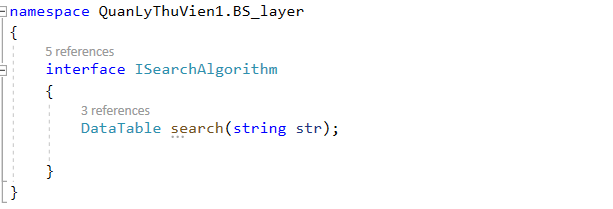 namespace QuanLyThuVien1.BS_layer
{
5 references
interface ISearchAlgorithm
{
3 references
DataTable search(string str);
}
}